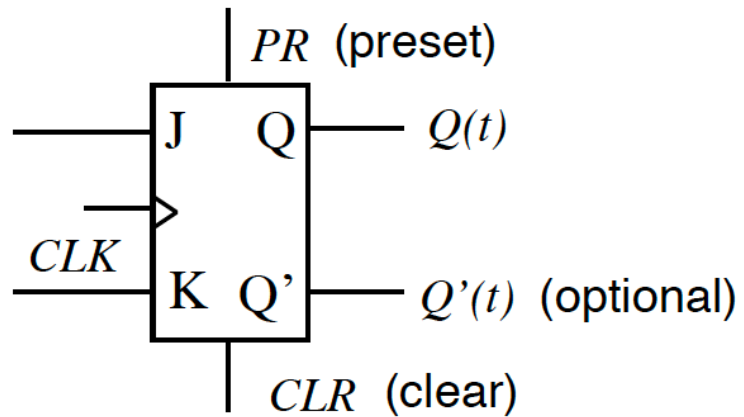 PR (preset)
J Q Q(t)
CLK
K Q’ Q’(t) (optional)
CLR (clear)